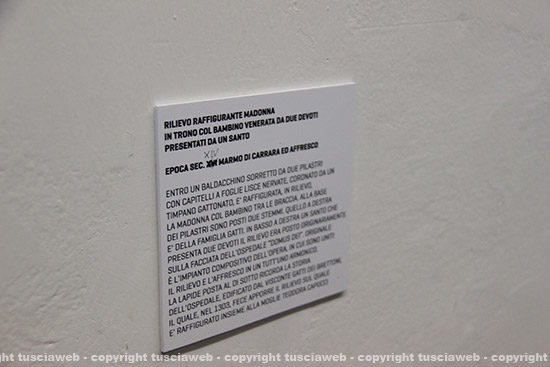 RILIEVO RAFFIGURANTE MADONNA
IN TRONO COL BAMBINO VENERATA DA DUE DEVOTI
PRESENTATI DA UN SANTO
XIV
EPOCA SEC. XVI MARMO DI CARRARA ED AFFRESCO
ENTRO UN BALDACCHINO SORRETTO DA DUE PILASTRI
CON CAPITELLI A FOGLIE LISCE NERVATE, CORONATO DA UN
TIMPANO GATTONATO, E' RAFFIGURATA, IN RILIEVO,
LA MADONNA COL BAMBINO TRA LE BRACCIA. ALLA BASE
DEI PILASTRI SONO POSTI DUE STEMMI. QUELLO A DESTRA
E' DELLA FAMIGLIA GATTI. IN BASSO A DESTRA UN SANTO CHE
PRESENTA DUE DEVOTI IL RILIEVO ERA POSTO ORIGINARIAMENTE
SULLA FACCIATA DELL'OSPEDALE "DOMUS DEI". ORIGINALE
È L'IMPIANTO COMPOSITIVO DELL'OPERA, IN CUI SONO UNITI
IL RILIEVO E L'AFFRESCO IN UN TUTT'UNO ARMONICO.
LA LAPIDE POSTA AL DI SOTTO RICORDA LA STORIA
DELL'OSPEDALE, EDIFICATO DAL VISCONTE GATTI DEI BRETTONI,
IL QUALE, NEL 1303, FECE APPORRE IL RILIEVO SUL QUALE
E' RAFFIGURATO INSIEME ALLA MOGLIE TEODORA CAPOCCI
ght tusciaweb - copyright tusciaweb - copyright tusciaweb - copyright tusciaweb - copyright tusciaweb